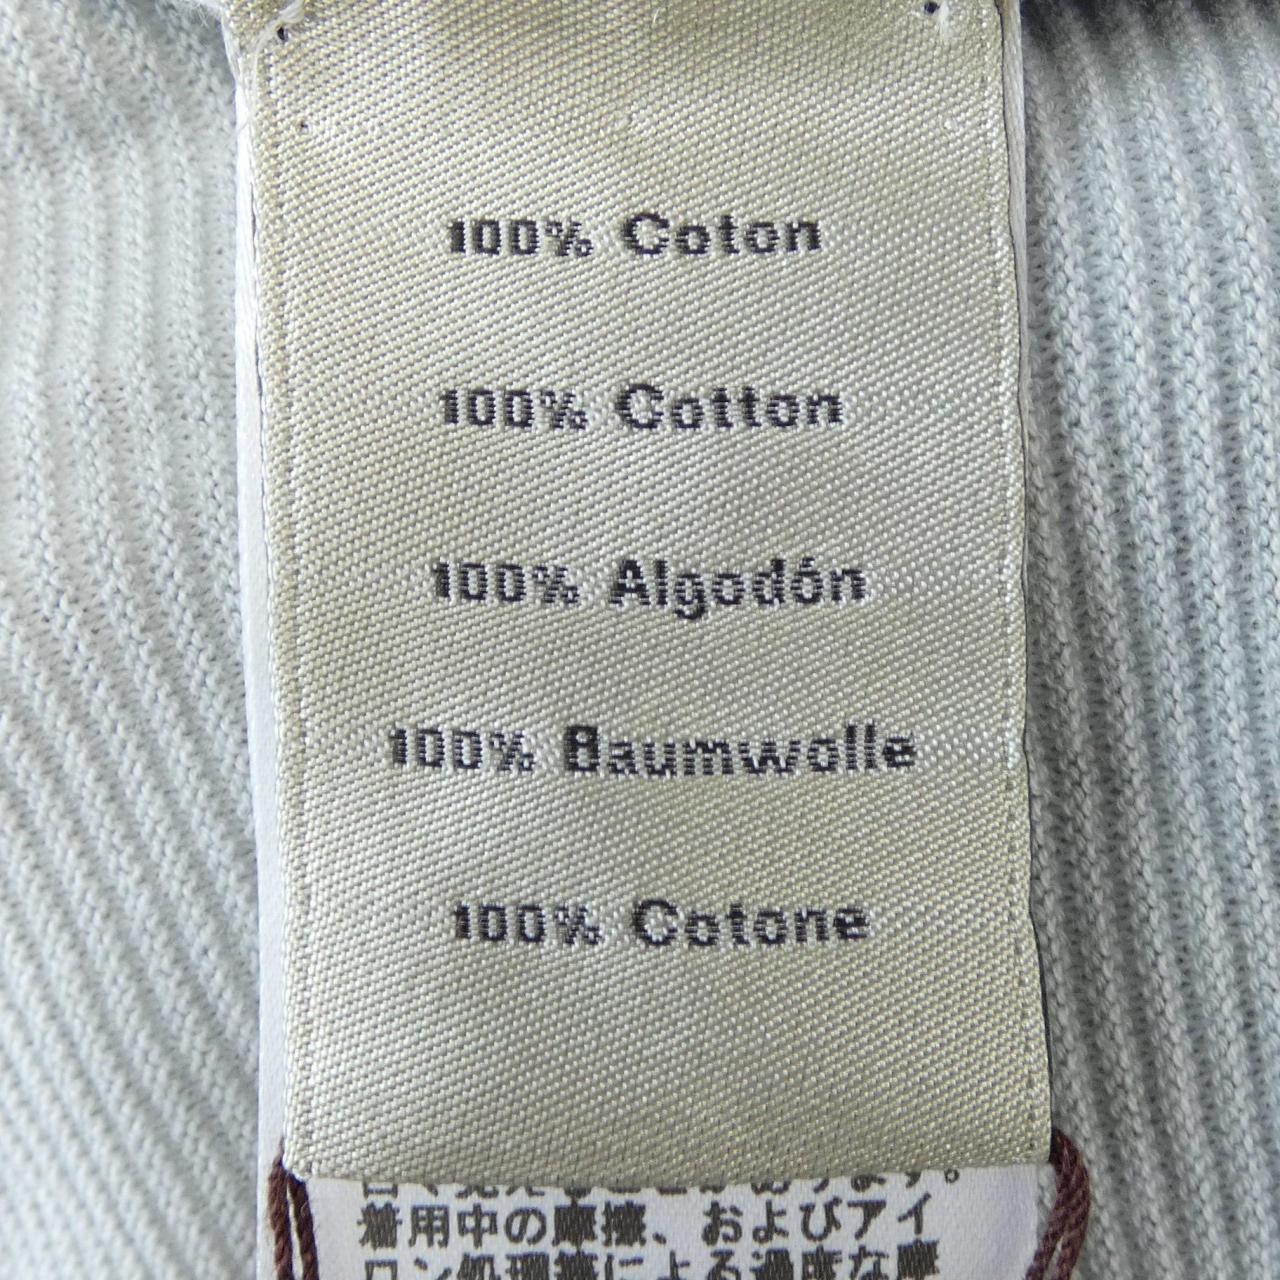 100% Coton
100% Cotton
100% Algodón
100% Baumwolle
100% Cotone
着用中の摩擦、およびアイ
ロン処理等による過度な摩